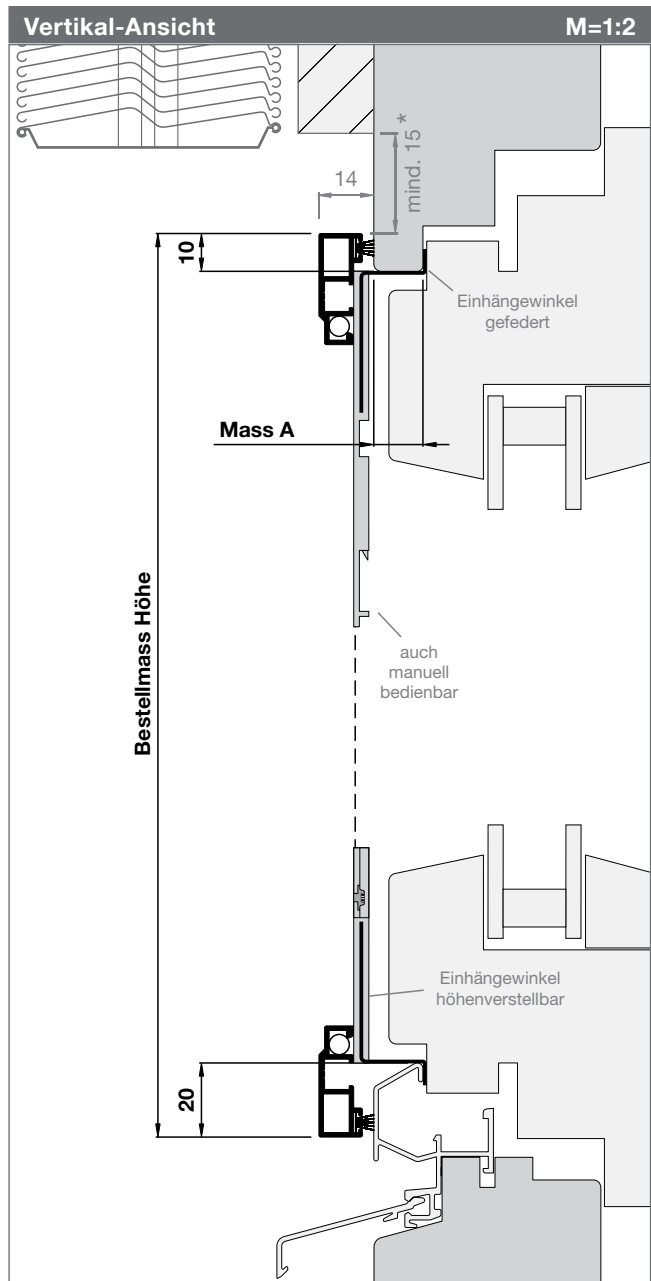 Vertikal-Ansicht M=1:2
mind. 15*
14
10
Einhängewinkel
gefedert
Mass A
Bestellmass Höhe
auch
manuell
bedienbar
Einhängewinkel
höhenverstellbar
20